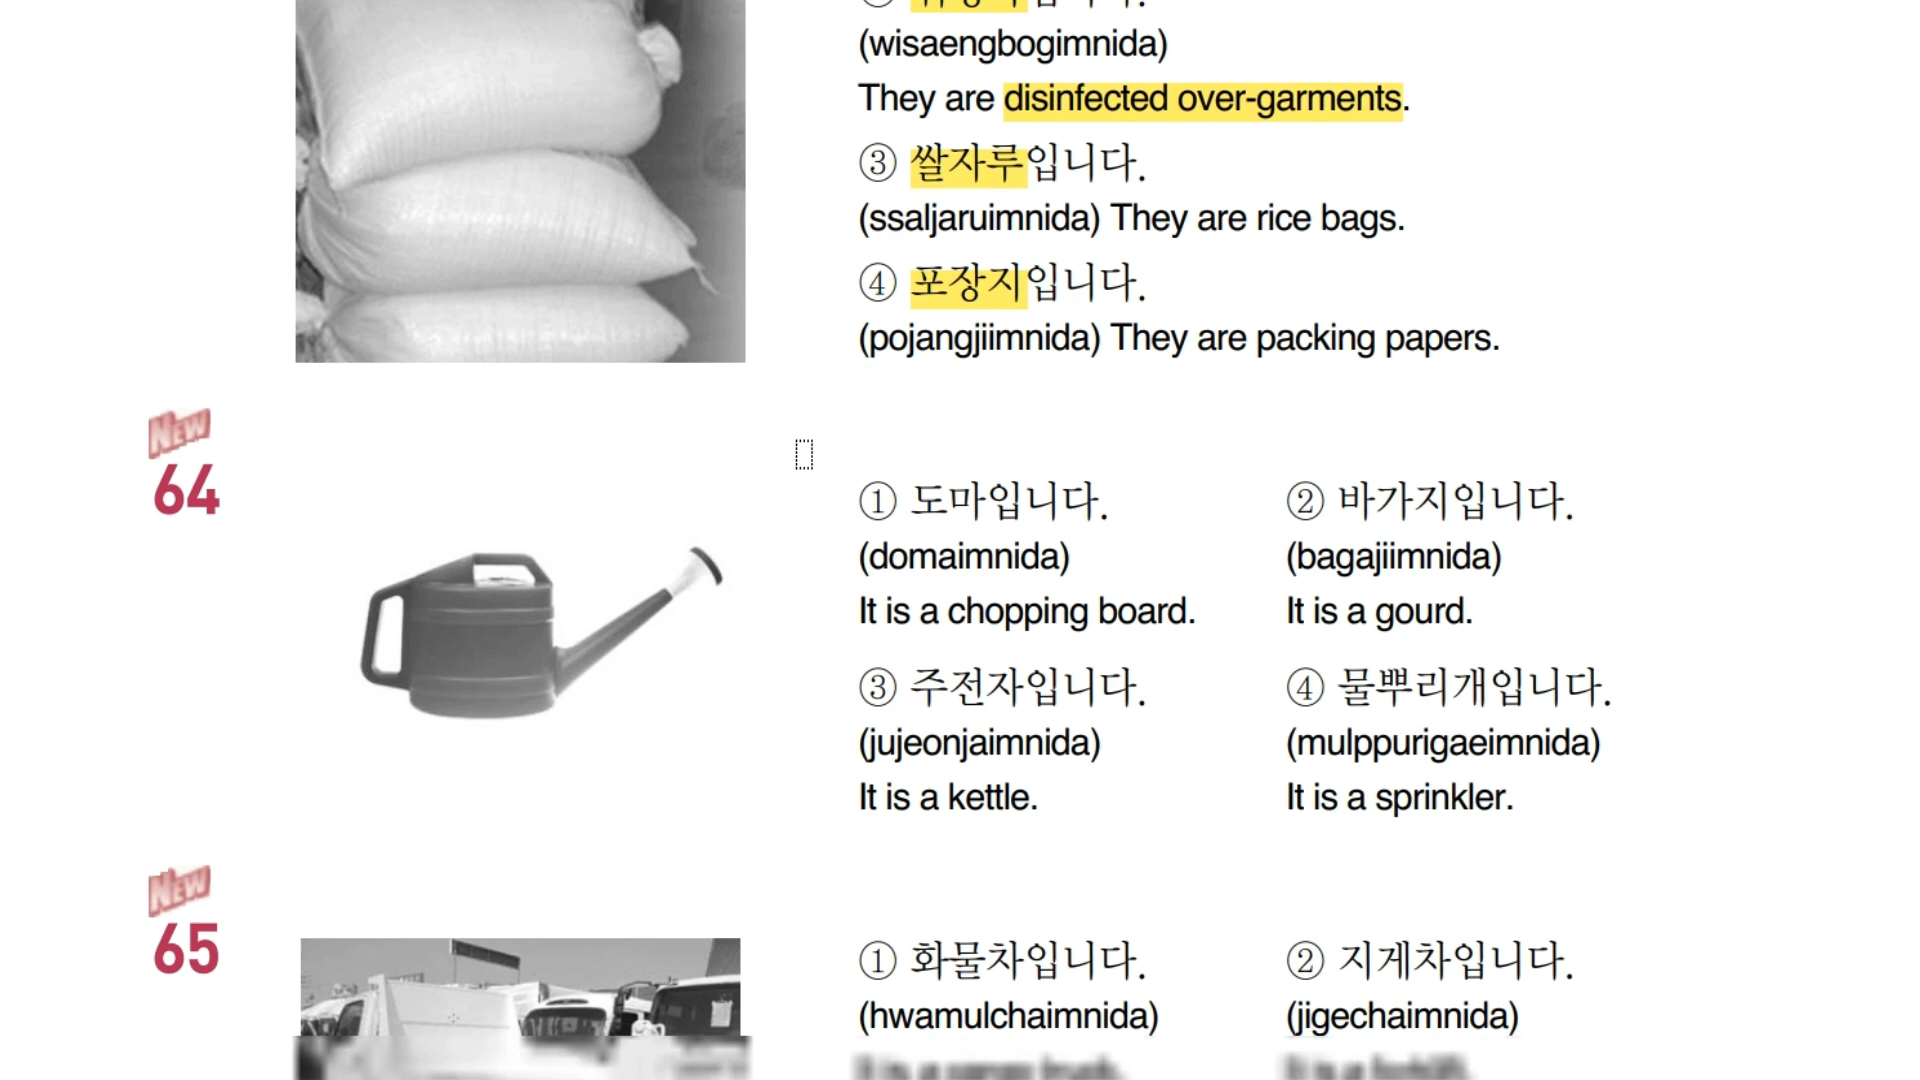 (wisaengbogimnida)
They are disinfected over-garments.
③ 쌀자루입니다.
(ssaljaruimnida) They are rice bags.
④ 포장지입니다.
(pojangjiimnida) They are packing papers.
New
64
① 도마입니다.
(domaimnida)
It is a chopping board.
② 바가지입니다.
(bagajiimnida)
It is a gourd.
③ 주전자입니다.
(jujeonjaimnida)
It is a kettle.
④ 물뿌리개입니다.
(mulppurigaeimnida)
It is a sprinkler.
New
65
① 화물차입니다.
(hwamulchaimnida)
② 지게차입니다.
(jigechaimnida)